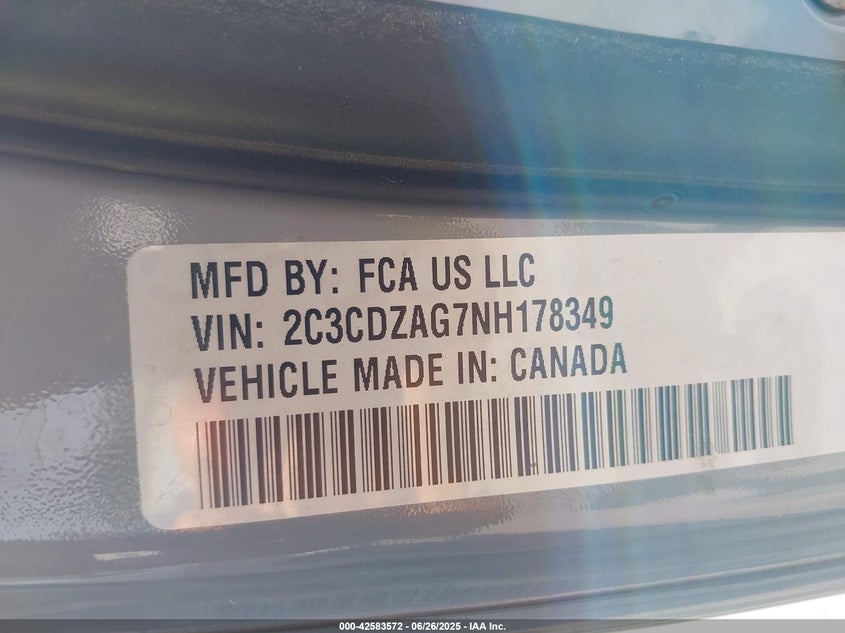 MFD BY: FCA US LLC
VIN: 2C3CDZAG7NH178349
VEHICLE MADE IN: CANADA
000-42583572 - 06/26/2025 - IAA Inc.